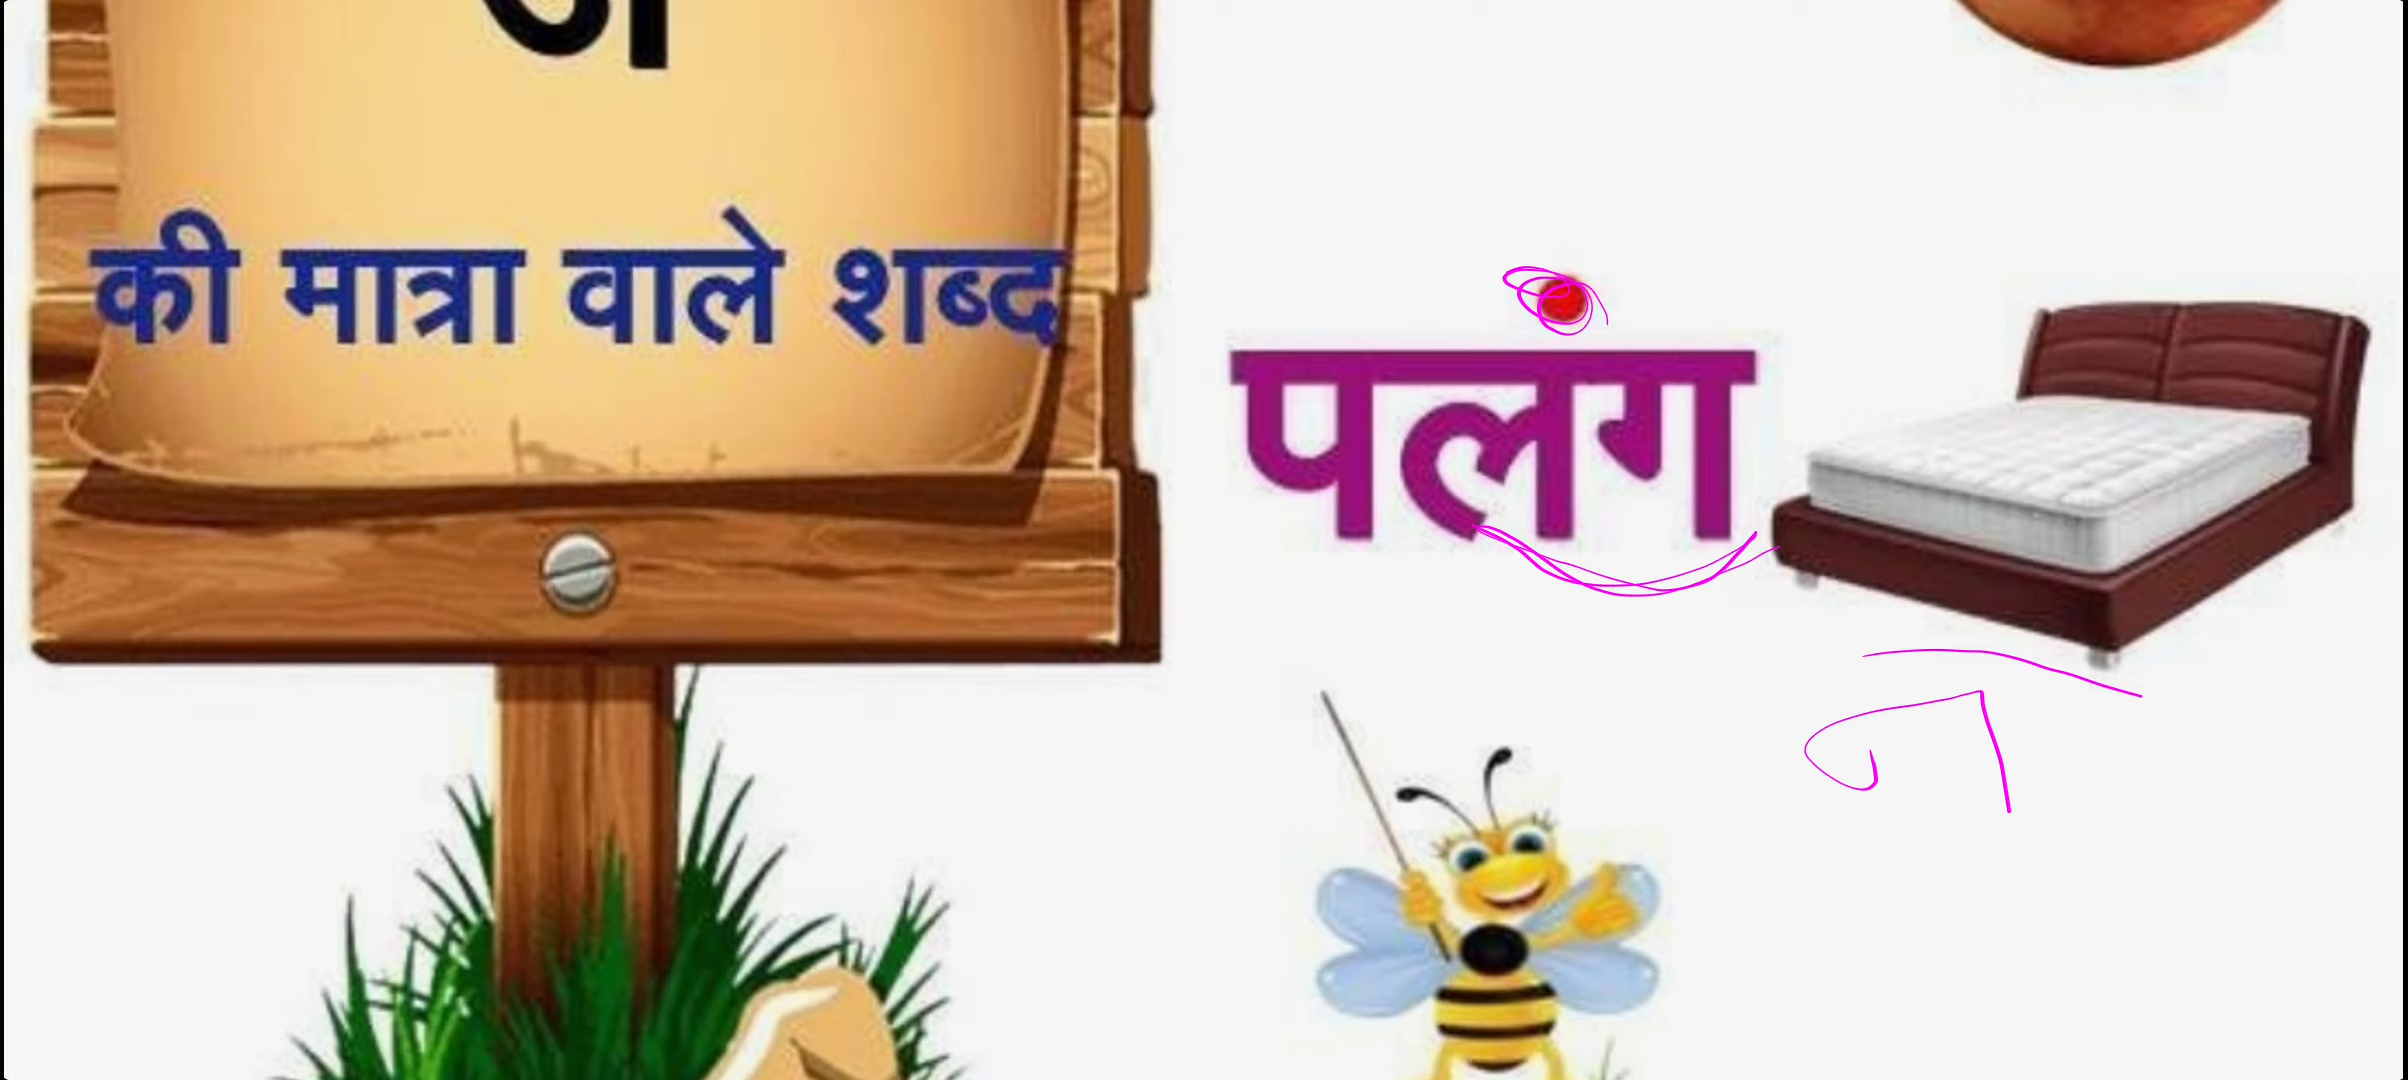 की मात्रा वाले शब्द
पलंग